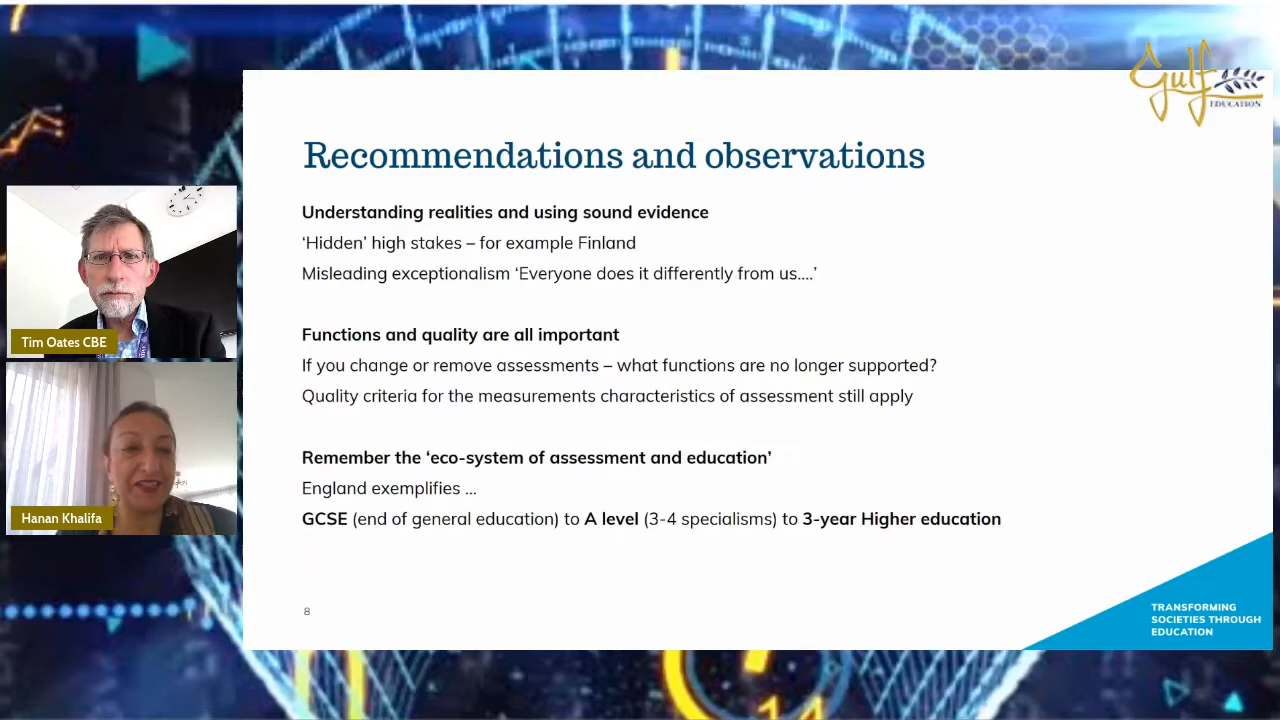 Gulf
EDUCATION
Recommendations and observations
Understanding realities and using sound evidence
‘Hidden’ high stakes – for example Finland
Misleading exceptionalism ‘Everyone does it differently from us....’
Functions and quality are all important
If you change or remove assessments – what functions are no longer supported?
Quality criteria for the measurements characteristics of assessment still apply
Remember the ‘eco-system of assessment and education’
England exemplifies ...
GCSE (end of general education) to A level (3-4 specialisms) to 3-year Higher education
8
TRANSFORMING
SOCIETIES THROUGH
EDUCATION
Tim Oates CBE
Hanan Khalifa
14